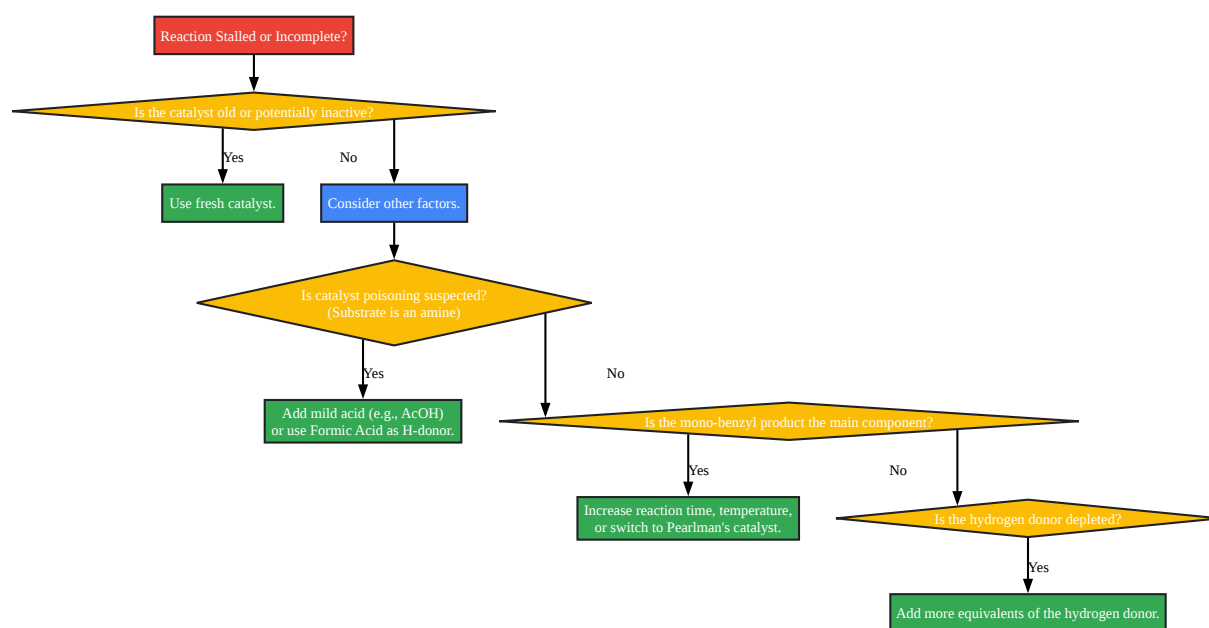 Reaction Stalled or Incomplete?
Is the catalyst old or potentially inactive?
Yes
No
Use fresh catalyst.
Consider other factors.
Is catalyst poisoning suspected?
(Substrate is an amine)
Yes
No
Add mild acid (e.g., AcOH)
or use Formic Acid as H-donor.
Is the mono-benzyl product the main component?
Yes
No
Increase reaction time, temperature,
or switch to Pearlman's catalyst.
Is the hydrogen donor depleted?
Yes
Add more equivalents of the hydrogen donor.